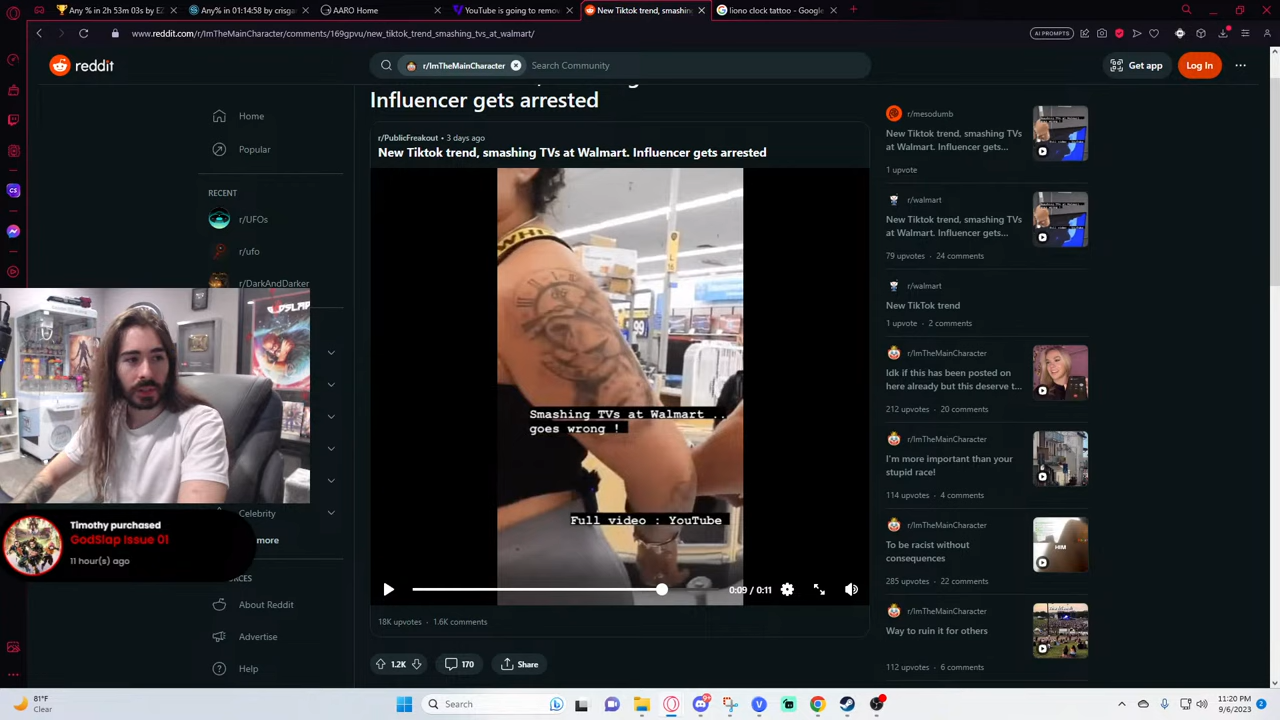 Any% in 2h 53m 03s by EZ
Any% in 01:14:58 by crisgar
AARO Home
YouTube is going to remov
New Tiktok trend, smashin
liono clock tattoo - Google
www.reddit.com/r/ImTheMainCharacter/comments/169gpvu/new_tiktok_trend_smashing_tvs_at_walmart/
AI PROMPTS
reddit
r/ImTheMainCharacter
Search Community
Get app
Log In
Home
Popular
RECENT
r/UFOs
r/ufo
r/DarkAndDarker
Celebrity
more
About Reddit
Advertise
Help
Influencer gets arrested
r/PublicFreakout • 3 days ago
New Tiktok trend, smashing TVs at Walmart. Influencer gets arrested
WH
99
Smashing TVs at Walmart ..
goes wrong !
Full video : YouTube
0:09 / 0:11
18K upvotes • 1.6K comments
1.2K
170
Share
r/mesodumb
New Tiktok trend, smashing TVs
at Walmart. Influencer gets...
1 upvote
r/walmart
New Tiktok trend, smashing TVs
at Walmart. Influencer gets...
79 upvotes • 24 comments
r/walmart
New TikTok trend
1 upvote • 2 comments
r/ImTheMainCharacter
Idk if this has been posted on
here already but this deserve t...
212 upvotes • 20 comments
r/ImTheMainCharacter
I'm more important than your
stupid race!
114 upvotes • 4 comments
r/ImTheMainCharacter
To be racist without
consequences
HIM
285 upvotes • 22 comments
r/ImTheMainCharacter
Way to ruin it for others
112 upvotes • 6 comments
Timothy purchased
GodSlap Issue 01
11 hour(s) ago
81°F
Clear
Search
11:20 PM
9/6/2023